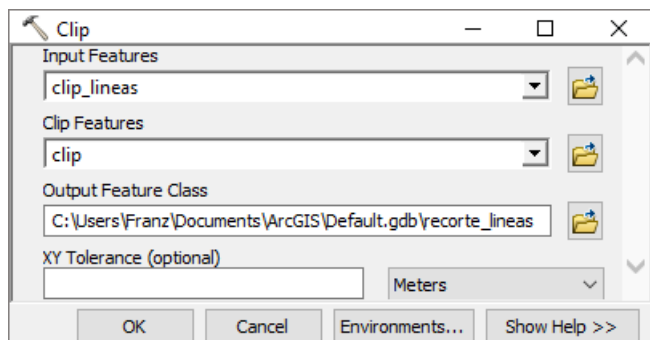 Clip
Input Features
clip_lineas
Clip Features
clip
Output Feature Class
C:\Users\Franz\Documents\ArcGIS\Default.gdb\recorte_lineas
XY Tolerance (optional)
Meters
OK Cancel Environments... Show Help >>